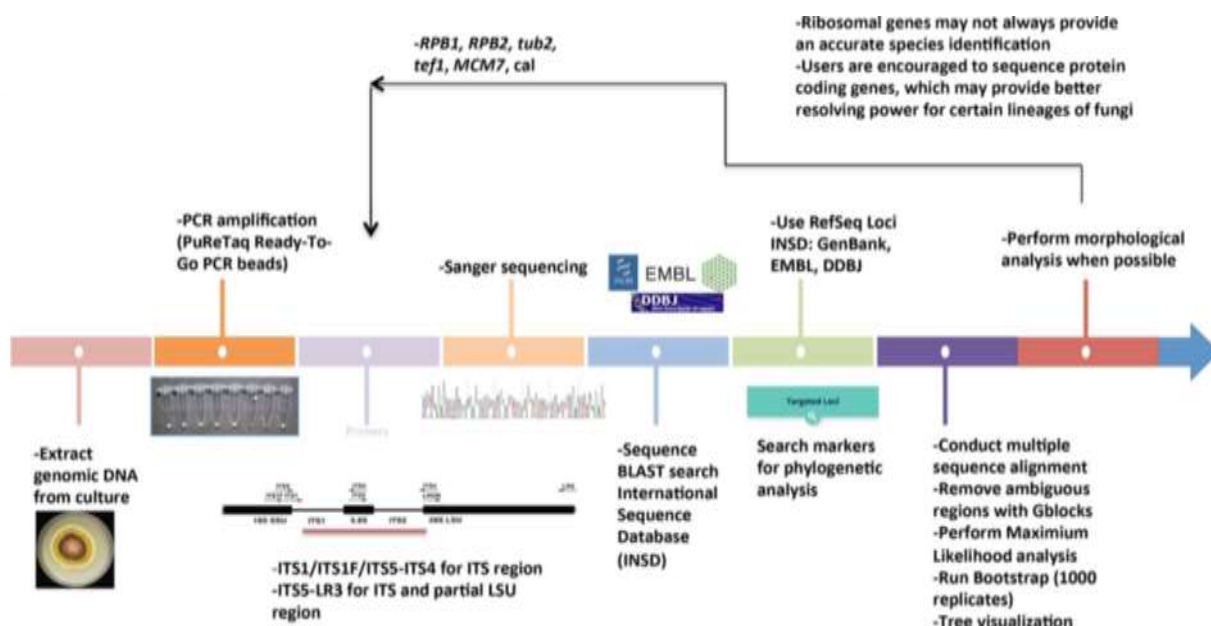 -RPB1, RPB2, tub2,
tef1, MCM7, cal
-Ribosomal genes may not always provide
an accurate species identification
-Users are encouraged to sequence protein
coding genes, which may provide better
resolving power for certain lineages of fungi
-PCR amplification
(PuReTaq Ready-To-
Go PCR beads)
-Sanger sequencing
EMBL
DDBJ
-Use RefSeq Loci
INSD: GenBank,
EMBL, DDBJ
-Perform morphological
analysis when possible
-Extract
genomic DNA
from culture
Primers
18S SSU
ITS1
5.8S
ITS2
28S LSU
-ITS1/ITS1F/ITS5-ITS4 for ITS region
-ITS5-LR3 for ITS and partial LSU
region
-Sequence
BLAST search
International
Sequence
Database
(INSD)
Targeted Loci
Search markers
for phylogenetic
analysis
-Conduct multiple
sequence alignment
-Remove ambiguous
regions with Gblocks
-Perform Maximium
Likelihood analysis
-Run Bootstrap (1000
replicates)
-Tree visualization